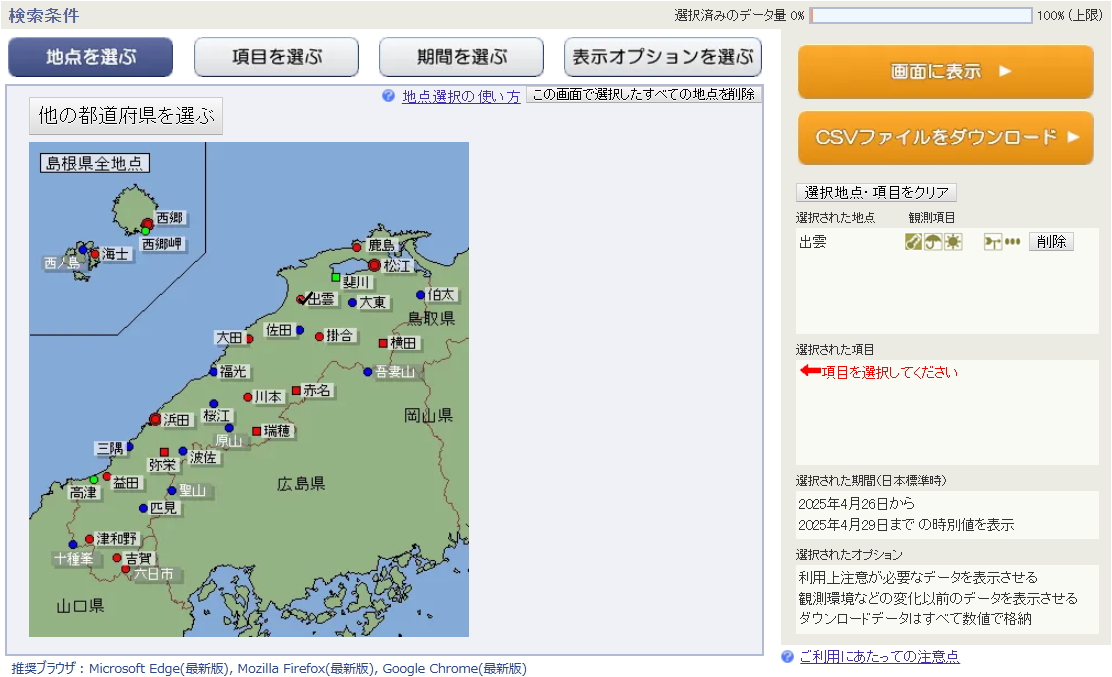 検索条件
選択済みのデータ量 0%
100% (上限)
地点を選ぶ
項目を選ぶ
期間を選ぶ
表示オプションを選ぶ
地点選択の使い方
この画面で選択したすべての地点を削除
他の都道府県を選ぶ
島根県全地点
西郷
西郷岬
海士
西ノ島
鹿島
松江
斐川
出雲
大東
伯太
鳥取県
佐田
大田
掛合
横田
福光
吾妻山
川本
赤名
岡山県
桜江
浜田
瑞穂
原山
三隅
波佐
弥栄
広島県
益田
高津
聖山
匹見
津和野
十種峯
吉賀
六日市
山口県
画面に表示
CSVファイルをダウンロード
選択地点・項目をクリア
選択された地点 観測項目
出雲 削除
選択された項目
項目を選択してください
選択された期間(日本標準時)
2025年4月26日から
2025年4月29日まで の時別値を表示
選択されたオプション
利用上注意が必要なデータを表示させる
観測環境などの変化以前のデータを表示させる
ダウンロードデータはすべて数値で格納
ご利用にあたっての注意点
推奨ブラウザ : Microsoft Edge(最新版), Mozilla Firefox(最新版), Google Chrome(最新版)